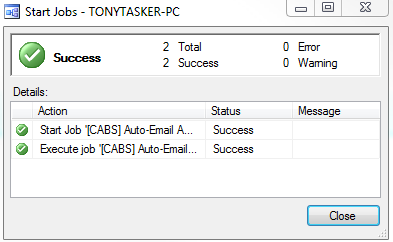 Start Jobs - TONYTASKER-PC
Success
2 Total 0 Error
2 Success 0 Warning
Details:
Action Status Message
Start Job '[CABS] Auto-Email A... Success
Execute job '[CABS] Auto-Email... Success
Close